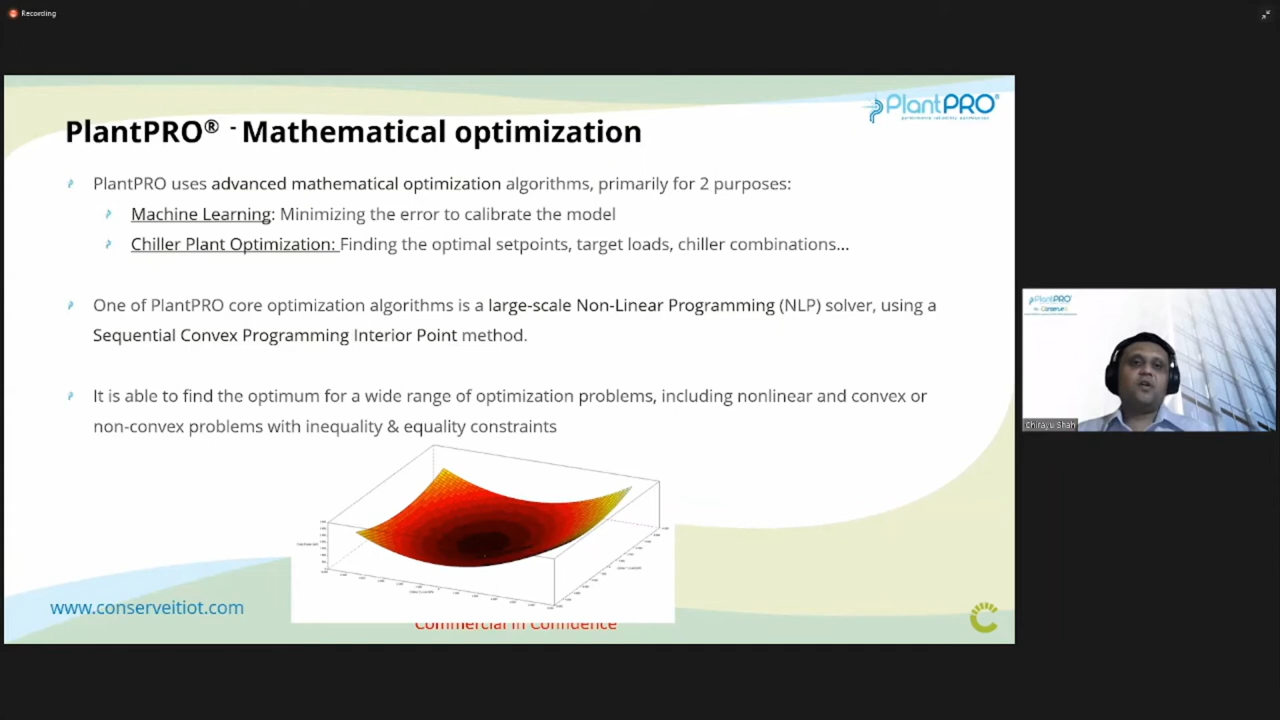 Recording
PlantPRO®
performance reliability optimization
PlantPRO® - Mathematical optimization
PlantPRO uses advanced mathematical optimization algorithms, primarily for 2 purposes:
Machine Learning: Minimizing the error to calibrate the model
Chiller Plant Optimization: Finding the optimal setpoints, target loads, chiller combinations...
One of PlantPRO core optimization algorithms is a large-scale Non-Linear Programming (NLP) solver, using a
Sequential Convex Programming Interior Point method.
It is able to find the optimum for a wide range of optimization problems, including nonlinear and convex or
non-convex problems with inequality & equality constraints
www.conserveitiot.com
Commercial in Confidence
PlantPRO
Chirayu Shah